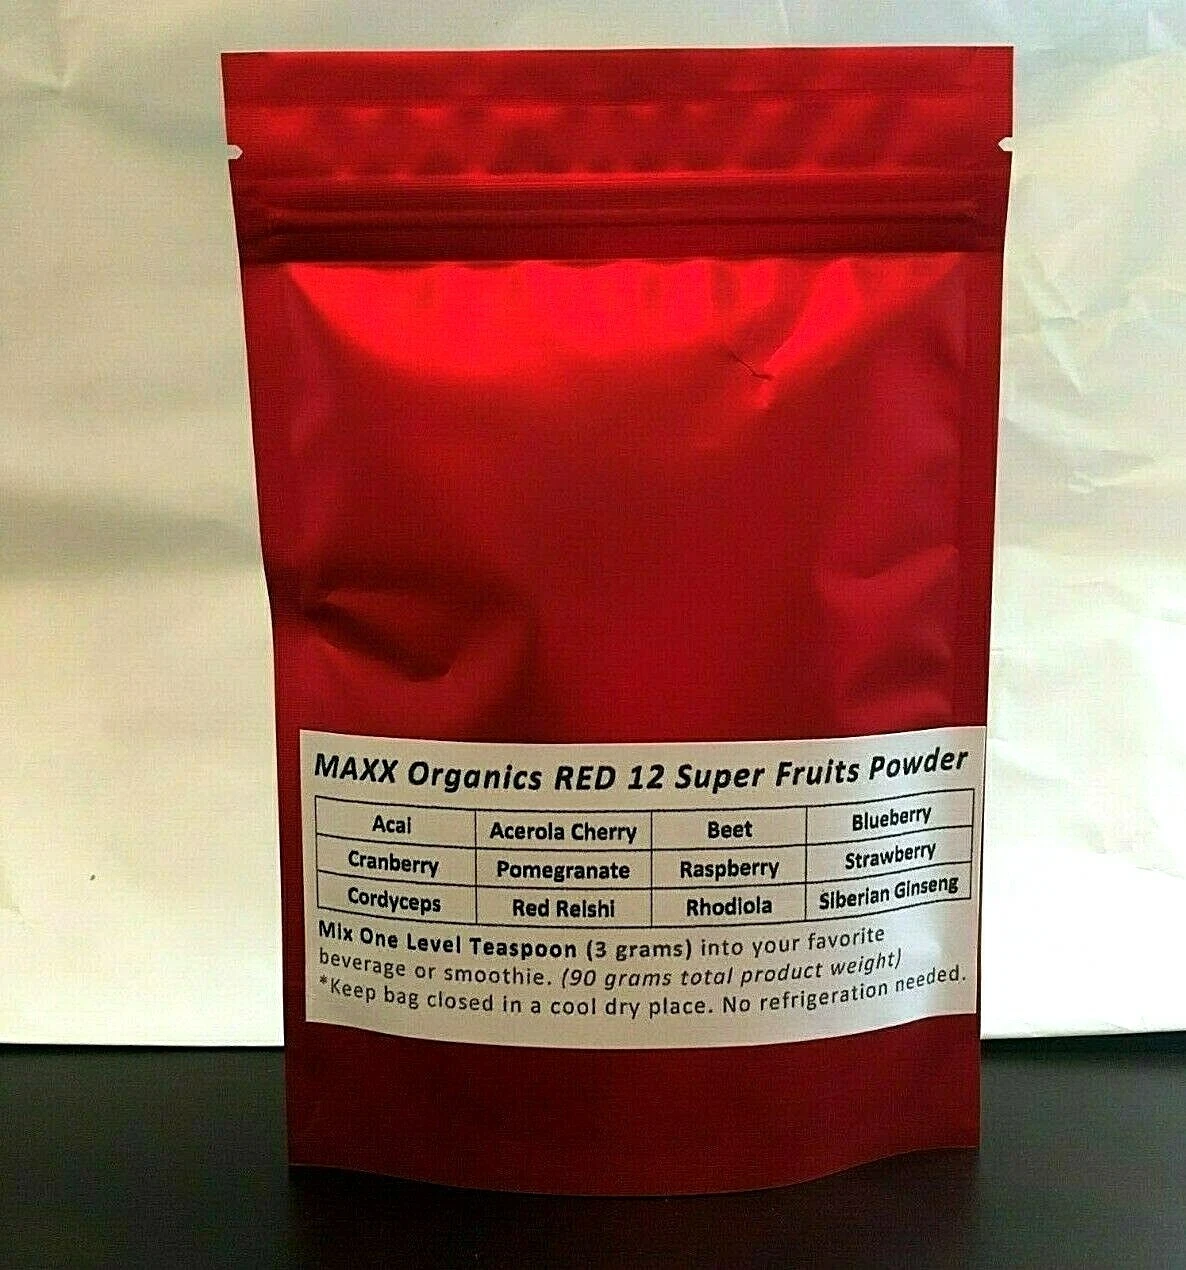 MAXX Organics RED 12 Super Fruits Powder
Acai Acerola Cherry Beet Blueberry
Cranberry Pomegranate Raspberry Strawberry
Cordyceps Red Reishi Rhodiola Siberian Ginseng
Mix One Level Teaspoon (3 grams) into your favorite
beverage or smoothie. (90 grams total product weight)
*Keep bag closed in a cool dry place. No refrigeration needed.